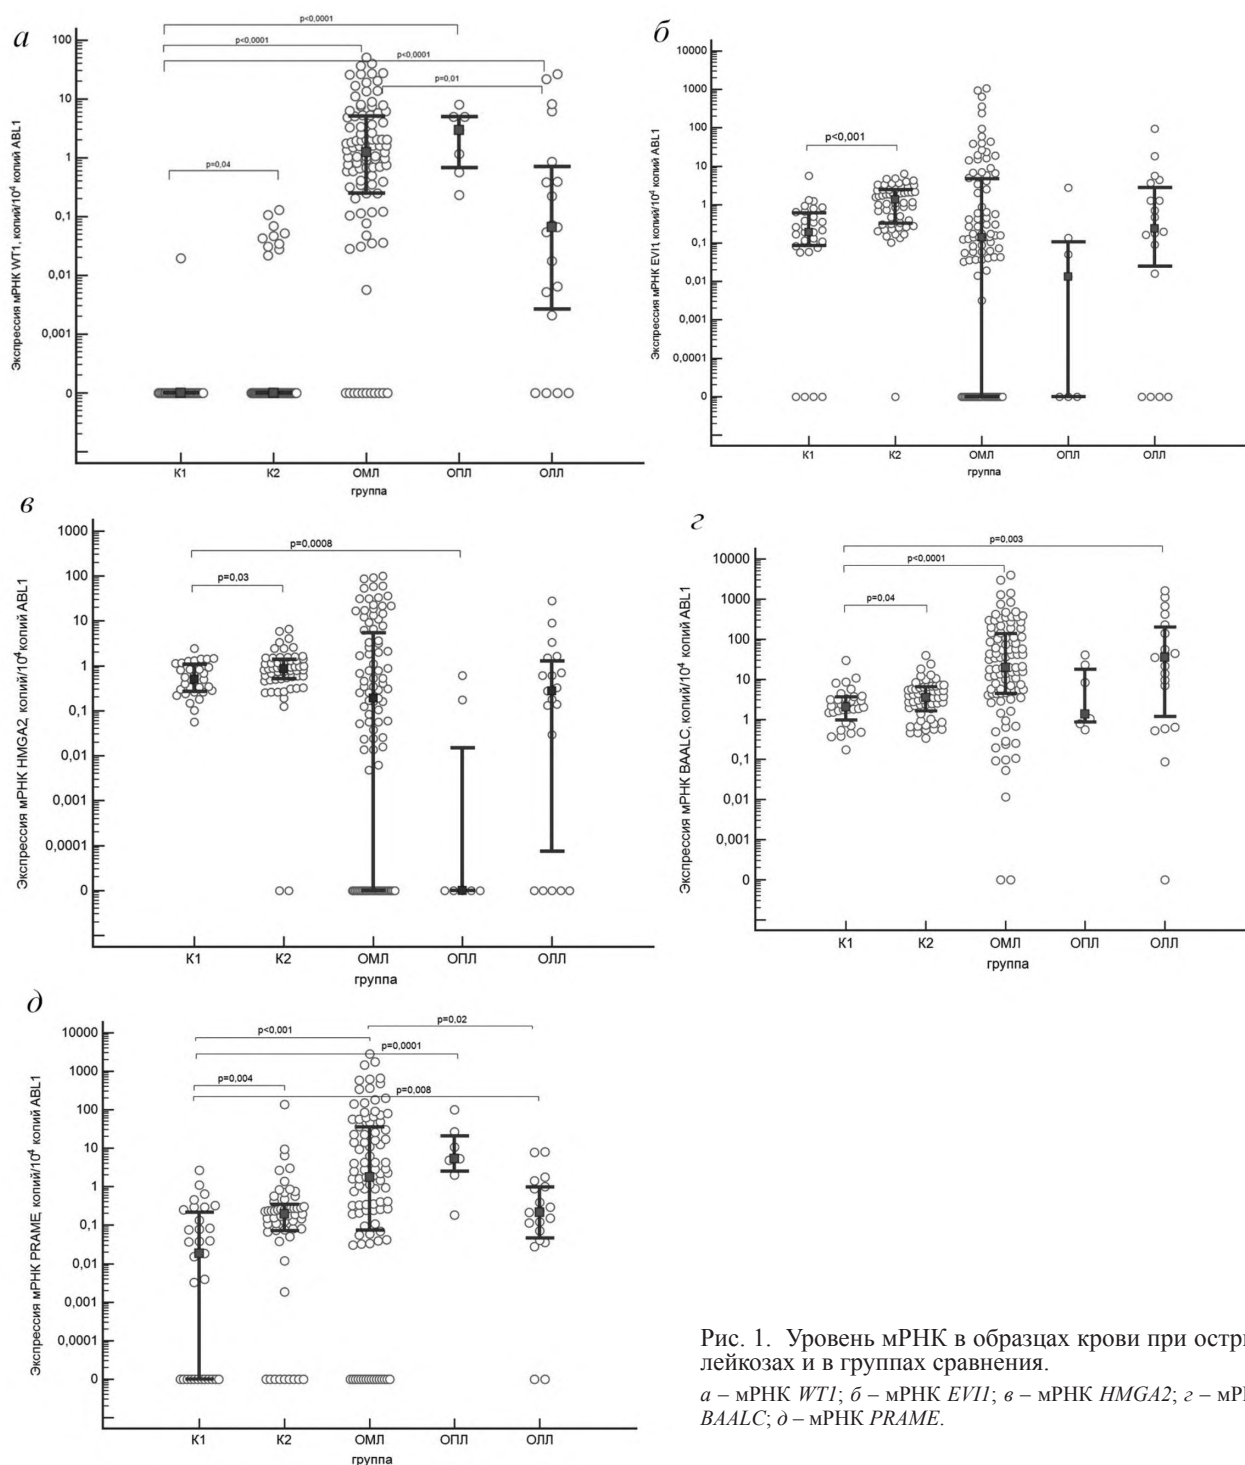 а
Экспрессия мРНК WT1, копий/10⁴ копий ABL1
100
10
1
0,1
0,01
0,001
0
p<0,0001
p<0,0001
p<0,0001
p=0,01
p=0,04
К1 К2 ОМЛ ОПЛ ОЛЛ
группа
б
Экспрессия мРНК EVI1 копий/10⁴ копий ABL1
10000
1000
100
10
1
0,1
0,01
0,001
0,0001
0
p<0,001
К1 К2 ОМЛ ОПЛ ОЛЛ
группа
в
Экспрессия мРНК HMGA2, копий/10⁴ копий ABL1
1000
100
10
1
0,1
0,01
0,001
0,0001
0
p=0,0008
p=0,03
К1 К2 ОМЛ ОПЛ ОЛЛ
группа
г
Экспрессия мРНК BAALC, копий/10⁴ копий ABL1
10000
1000
100
10
1
0,1
0,01
0,001
0
p=0,003
p<0,0001
p=0,04
К1 К2 ОМЛ ОПЛ ОЛЛ
группа
д
Экспрессия мРНК PRAME, копий/10⁴ копий ABL1
10000
1000
100
10
1
0,1
0,01
0,001
0,0001
0
p<0,001
p=0,02
p=0,0001
p=0,004
p=0,008
К1 К2 ОМЛ ОПЛ ОЛЛ
группа
Рис. 1. Уровень мРНК в образцах крови при остры
лейкозах и в группах сравнения.
а – мРНК WT1; б – мРНК EVI1; в – мРНК HMGA2; г – мРН
BAALC; д – мРНК PRAME.